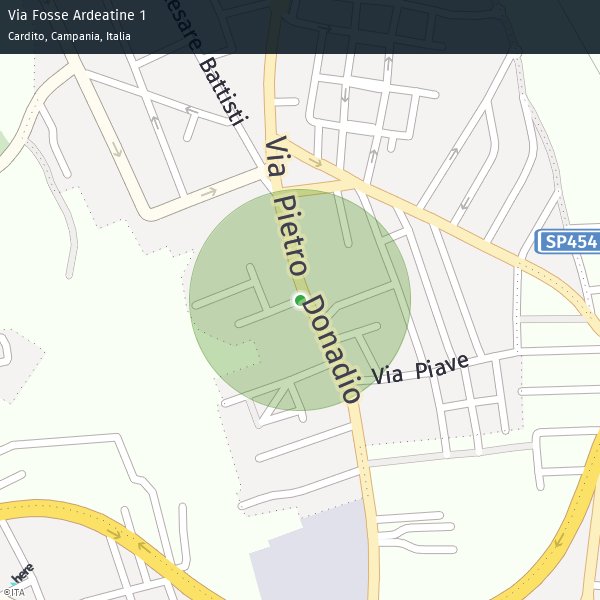 Via Fosse Ardeatine 1
Cardito, Campania, Italia
esare Battisti
Via Pietro Donadio
SP454
Via Piave
here
©ITA